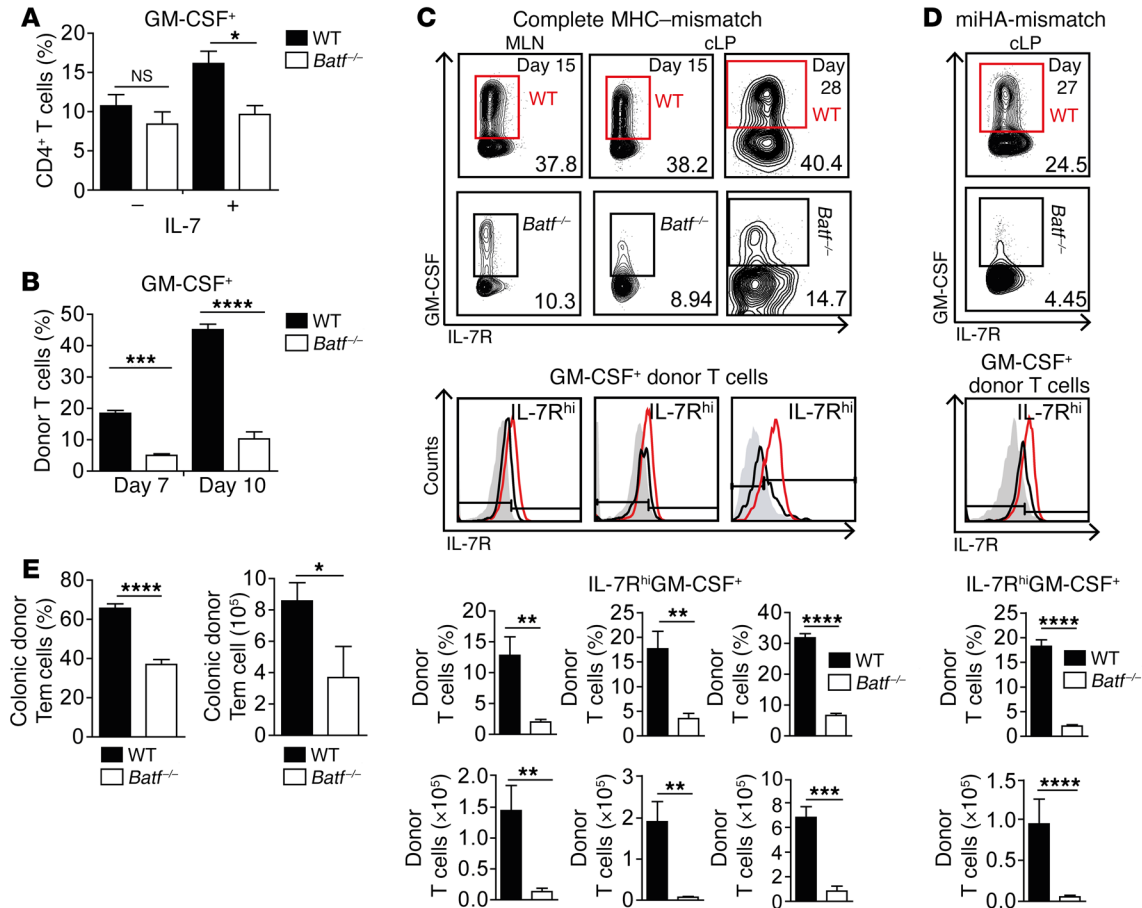 A
GM-CSF⁺
CD4⁺ T cells (%)
20
15
10
5
0
NS
*
WT
Batf⁻/⁻
– +
IL-7
B
GM-CSF⁺
Donor T cells (%)
50
40
30
20
10
0
***
****
WT
Batf⁻/⁻
Day 7 Day 10
C
Complete MHC–mismatch
MLN cLP
Day 15
WT
37.8
Day 15
WT
38.2
Day
28
WT
40.4
Batf⁻/⁻
10.3
Batf⁻/⁻
8.94
Batf⁻/⁻
14.7
GM-CSF
IL-7R
GM-CSF⁺ donor T cells
IL-7Rʰⁱ
IL-7Rʰⁱ
IL-7Rʰⁱ
Counts
IL-7R
IL-7RʰⁱGM-CSF⁺
Donor
T cells (%)
20
15
10
5
0
**
Donor
T cells (%)
25
20
15
10
5
0
**
Donor
T cells (%)
40
30
20
10
0
****
WT
Batf⁻/⁻
Donor
T cells (×10⁵)
2.0
1.5
1.0
0.5
0.0
**
Donor
T cells (×10⁵)
3
2
1
0
**
Donor
T cells (×10⁵)
10
8
6
4
2
0
***
D
miHA-mismatch
cLP
Day
27
WT
24.5
Batf⁻/⁻
4.45
GM-CSF
IL-7R
GM-CSF⁺
donor T cells
IL-7Rʰⁱ
IL-7R
IL-7RʰⁱGM-CSF⁺
Donor
T cells (%)
25
20
15
10
5
0
****
WT
Batf⁻/⁻
Donor
T cells (×10⁵)
1.5
1.0
0.5
0.0
****
E
Colonic donor
Tem cells (%)
80
60
40
20
0
****
WT
Batf⁻/⁻
Colonic donor
Tem cell (10⁵)
10
8
6
4
2
0
*
WT
Batf⁻/⁻